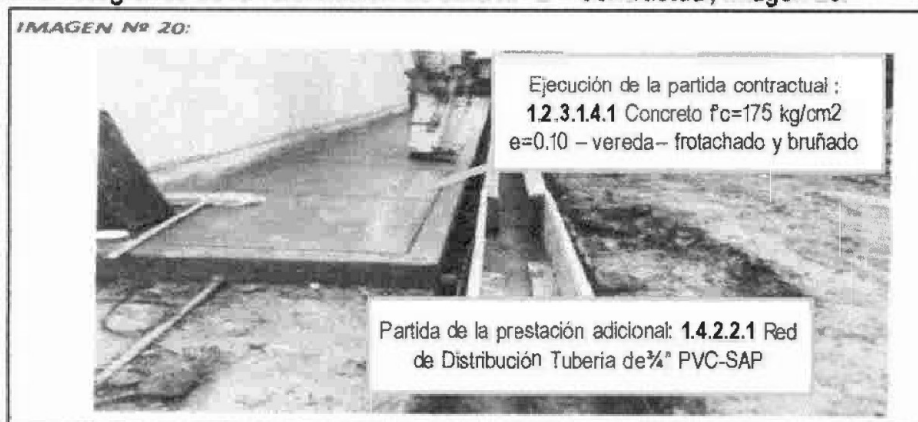 IMAGEN Nº 20:
Ejecución de la partida contractual :
1.2.3.1.4.1 Concreto f'c=175 kg/cm2
e=0.10 – vereda– frotachado y bruñado
Partida de la prestación adicional: 1.4.2.2.1 Red
de Distribución Tubería de¾" PVC-SAP